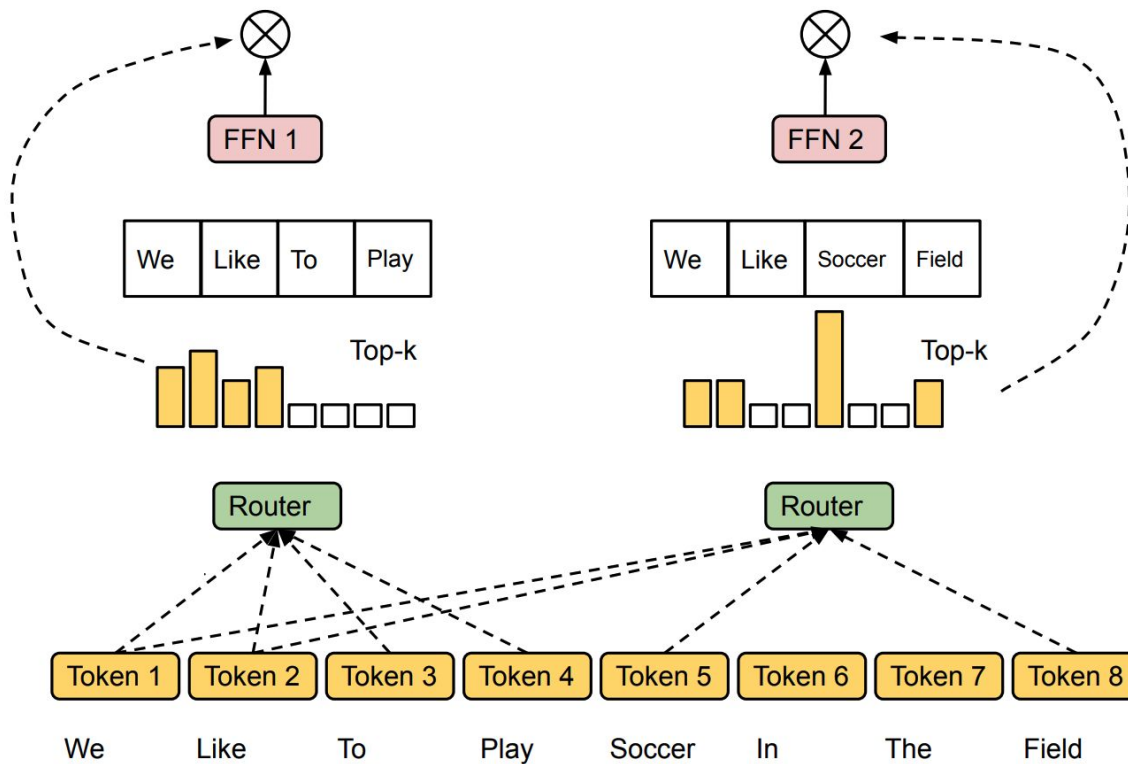 FFN 1 FFN 2
We Like To Play We Like Soccer Field
Top-k Top-k
Router Router
Token 1 Token 2 Token 3 Token 4 Token 5 Token 6 Token 7 Token 8
We Like To Play Soccer In The Field